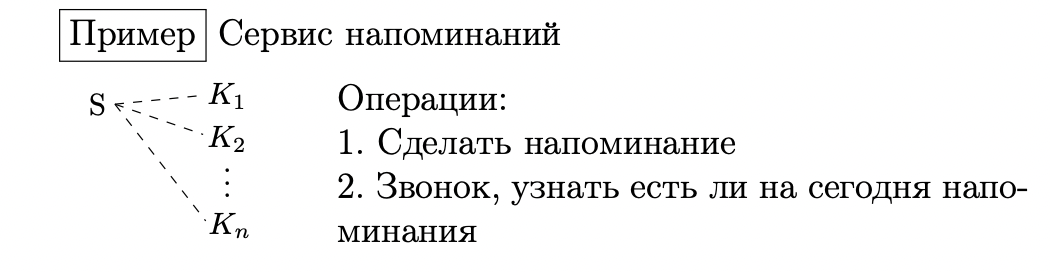 Пример Сервис напоминаний
S K₁ Операции:
K₂ 1. Сделать напоминание
⋮ 2. Звонок, узнать есть ли на сегодня напо-
Kₙ минания